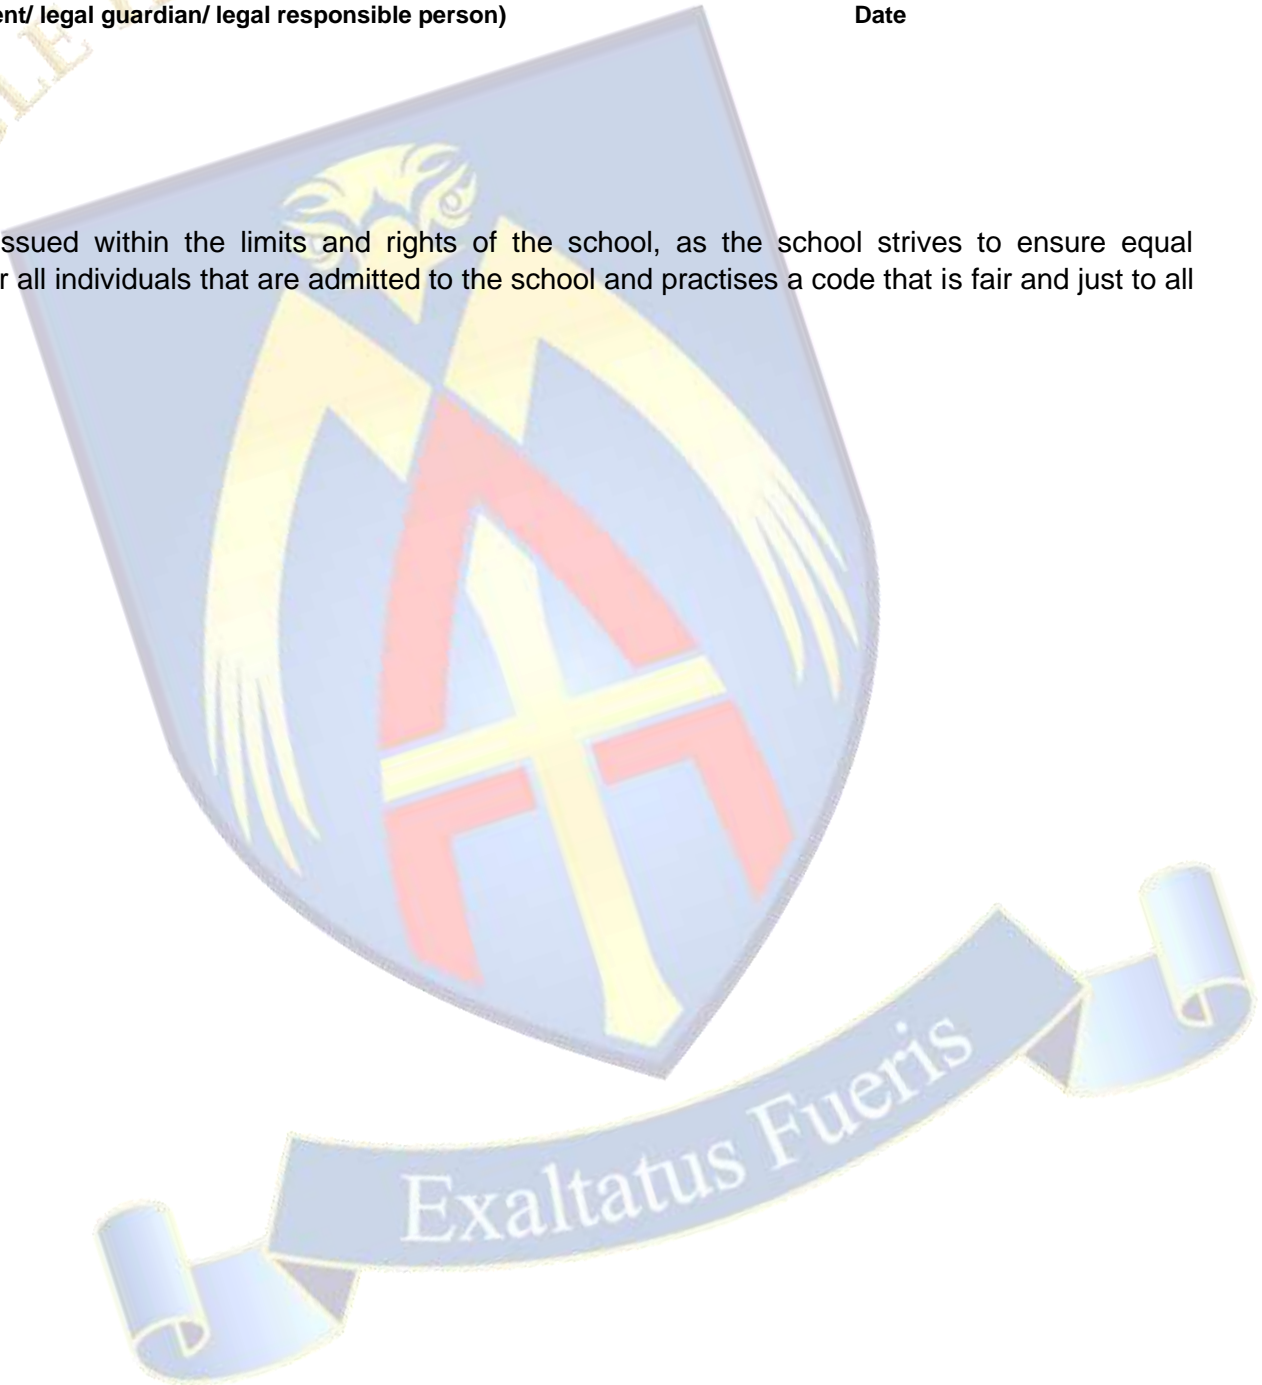 legal guardian/ legal responsible person) Date
within the limits and rights of the school, as the school strives to ensure equal
all individuals that are admitted to the school and practises a code that is fair and just to all
Exaltatus Fueris